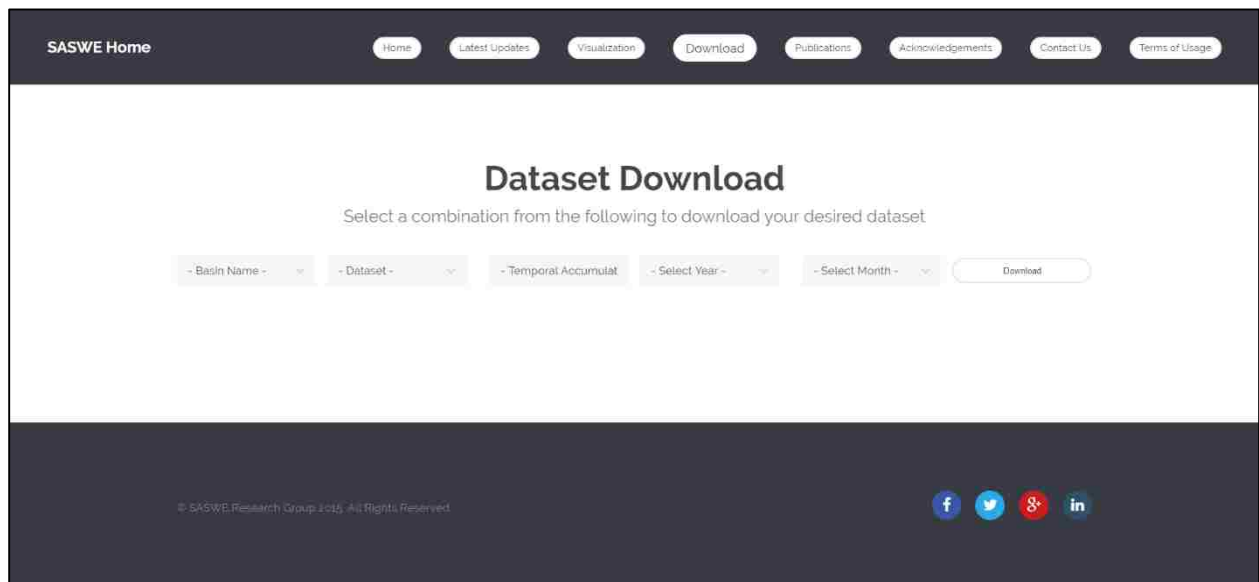 SASWE Home Home Latest Updates Visualization Download Publications Acknowledgements Contact Us Terms of Usage
Dataset Download
Select a combination from the following to download your desired dataset
- Basin Name - - Dataset - - Temporal Accumulat - Select Year - - Select Month - Download
© SASWE Research Group 2015. All Rights Reserved. f g+ in